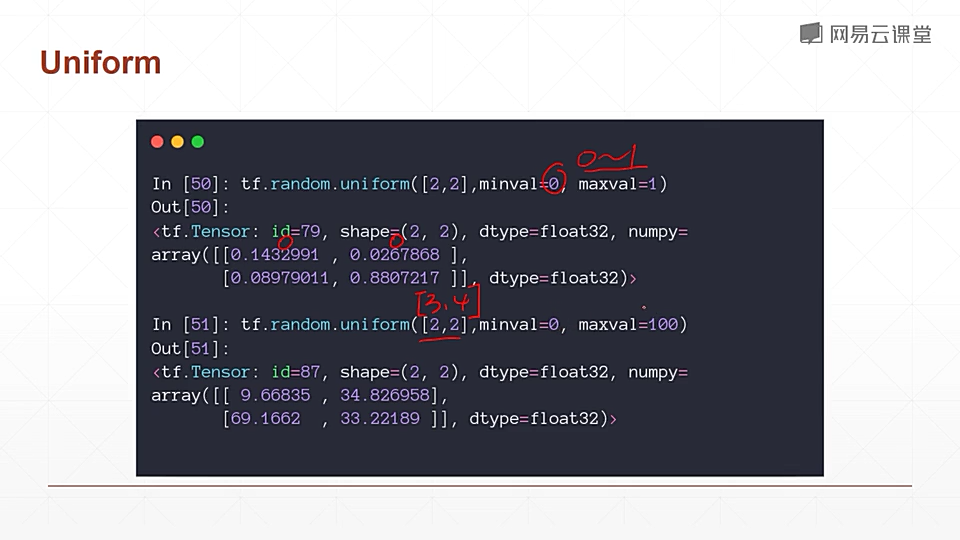 网易云课堂
Uniform
0~1
In [50]: tf.random.uniform([2,2],minval=0, maxval=1)
Out[50]:
<tf.Tensor: id=79, shape=(2, 2), dtype=float32, numpy=
array([[0.1432991 , 0.0267868 ],
[0.08979011, 0.8807217 ]], dtype=float32)>
[3,4]
In [51]: tf.random.uniform([2,2],minval=0, maxval=100)
Out[51]:
<tf.Tensor: id=87, shape=(2, 2), dtype=float32, numpy=
array([[ 9.66835 , 34.826958],
[69.1662  , 33.22189 ]], dtype=float32)>